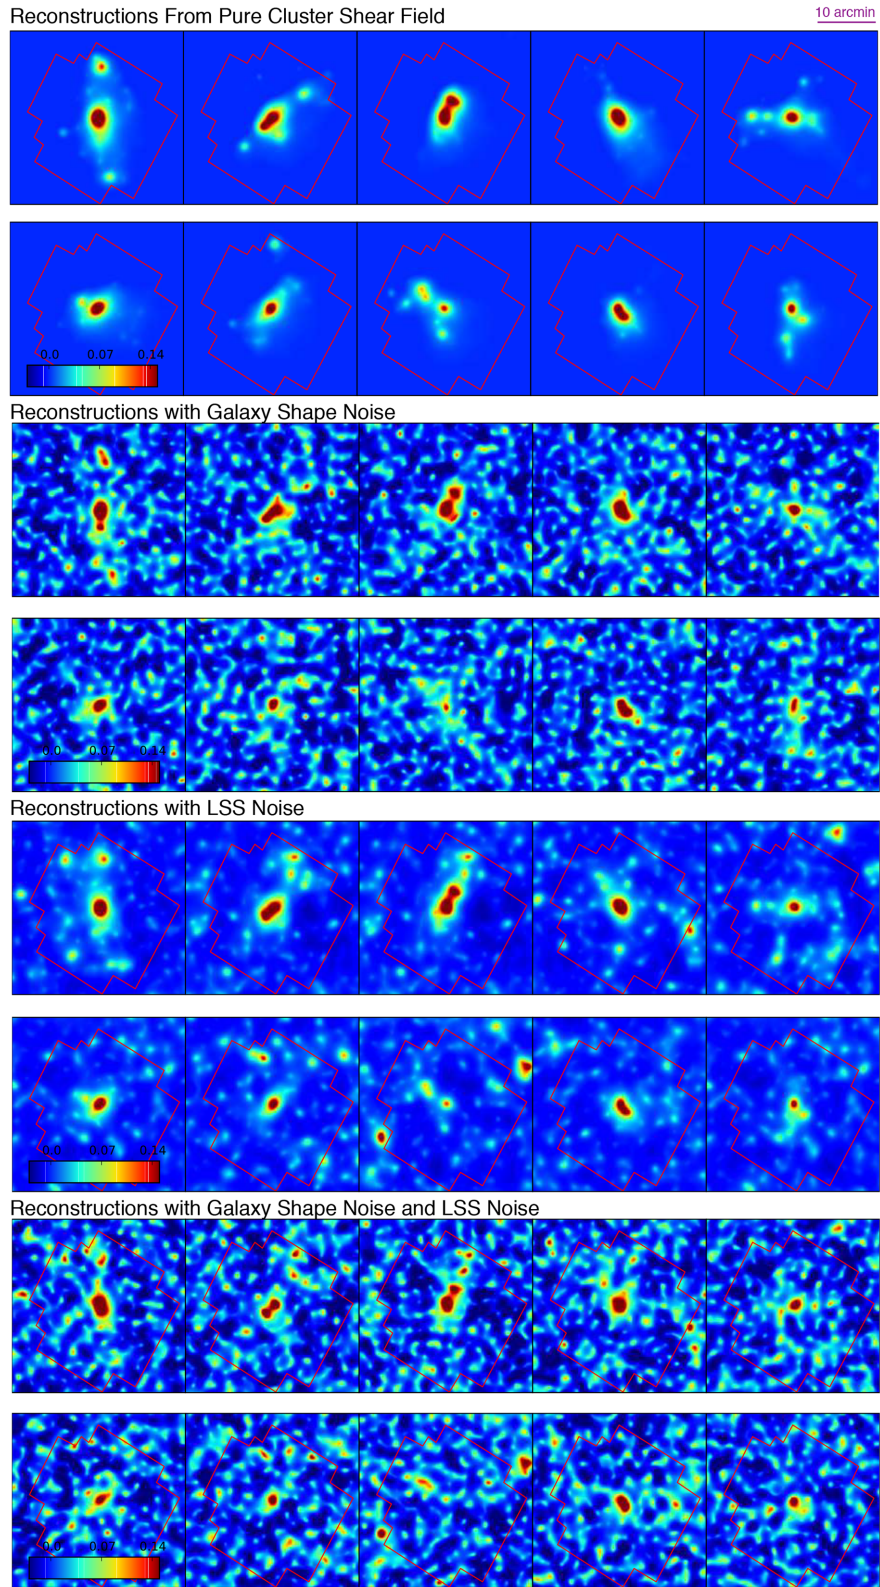 Reconstructions From Pure Cluster Shear Field
10 arcmin
0.0 0.07 0.14
Reconstructions with Galaxy Shape Noise
0.0 0.07 0.14
Reconstructions with LSS Noise
0.0 0.07 0.14
Reconstructions with Galaxy Shape Noise and LSS Noise
0.0 0.07 0.14